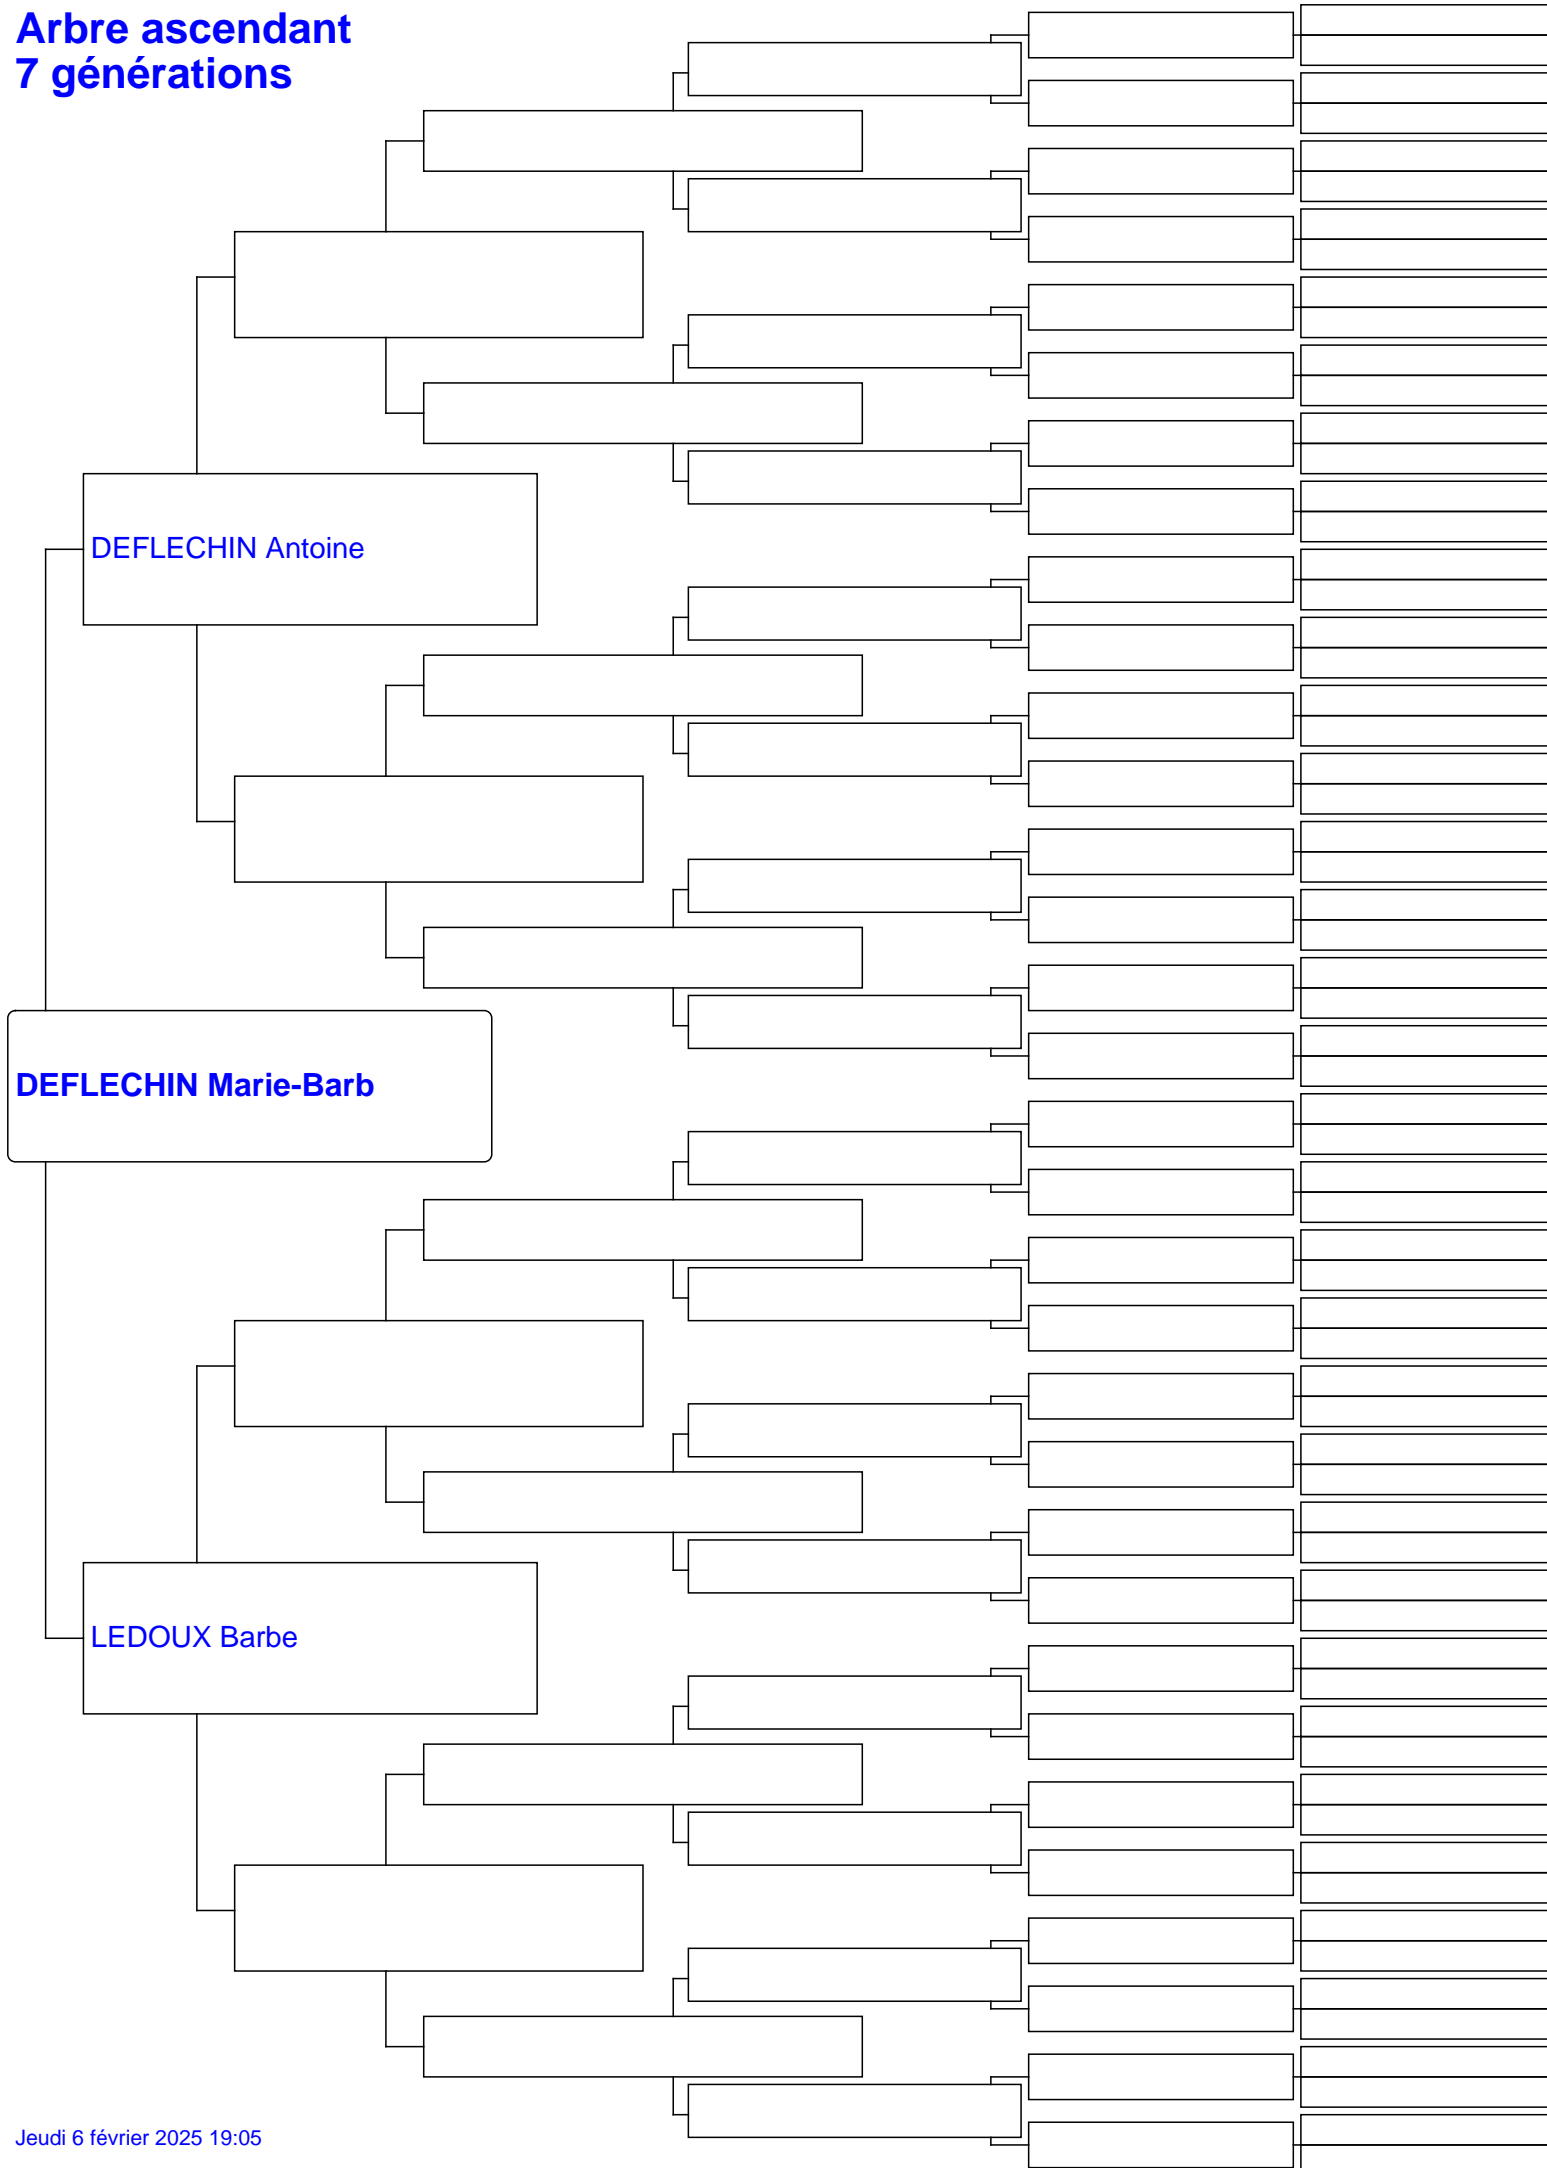 Arbre ascendant
7 générations
DEFLECHIN Antoine
DEFLECHIN Marie-Barb
LEDOUX Barbe
Jeudi 6 février 2025 19:05